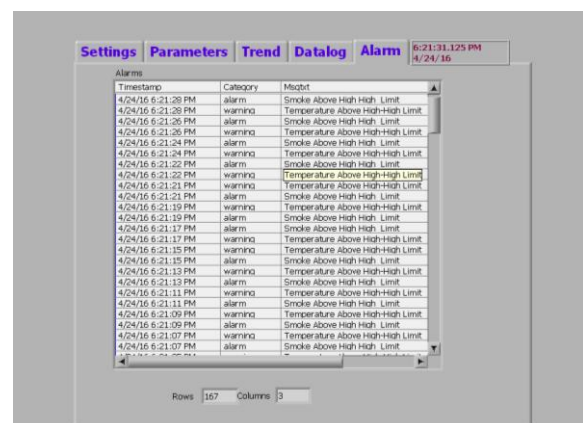 Settings Parameters Trend Datalog Alarm
6:21:31.125 PM
4/24/16
Alarms
Timestamp Category Msgtxt
4/24/16 6:21:28 PM alarm Smoke Above High High Limit
4/24/16 6:21:28 PM warning Temperature Above High-High Limit
4/24/16 6:21:26 PM alarm Smoke Above High High Limit
4/24/16 6:21:26 PM warning Temperature Above High-High Limit
4/24/16 6:21:24 PM alarm Smoke Above High High Limit
4/24/16 6:21:24 PM warning Temperature Above High-High Limit
4/24/16 6:21:22 PM alarm Smoke Above High High Limit
4/24/16 6:21:22 PM warning Temperature Above High-High Limit
4/24/16 6:21:21 PM warning Temperature Above High-High Limit
4/24/16 6:21:21 PM alarm Smoke Above High High Limit
4/24/16 6:21:19 PM warning Temperature Above High-High Limit
4/24/16 6:21:19 PM alarm Smoke Above High High Limit
4/24/16 6:21:17 PM alarm Smoke Above High High Limit
4/24/16 6:21:17 PM warning Temperature Above High-High Limit
4/24/16 6:21:15 PM warning Temperature Above High-High Limit
4/24/16 6:21:15 PM alarm Smoke Above High High Limit
4/24/16 6:21:13 PM warning Temperature Above High-High Limit
4/24/16 6:21:13 PM alarm Smoke Above High High Limit
4/24/16 6:21:11 PM warning Temperature Above High-High Limit
4/24/16 6:21:11 PM alarm Smoke Above High High Limit
4/24/16 6:21:09 PM warning Temperature Above High-High Limit
4/24/16 6:21:09 PM alarm Smoke Above High High Limit
4/24/16 6:21:07 PM warning Temperature Above High-High Limit
4/24/16 6:21:07 PM alarm Smoke Above High High Limit
Rows 167 Columns 3